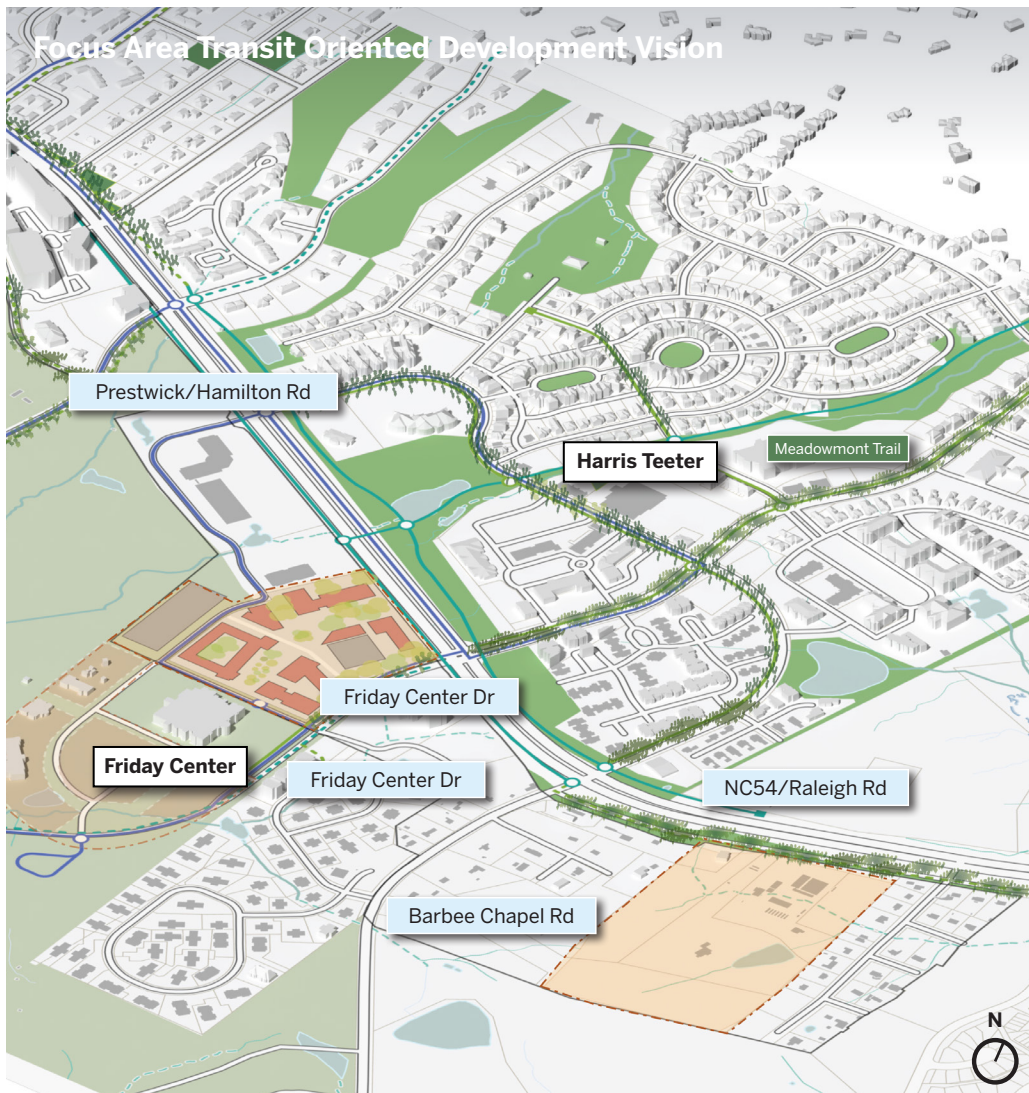 Focus Area Transit Oriented Development Vision
Prestwick/Hamilton Rd
Harris Teeter
Meadowmont Trail
Friday Center Dr
Friday Center
Friday Center Dr
NC54/Raleigh Rd
Barbee Chapel Rd
N